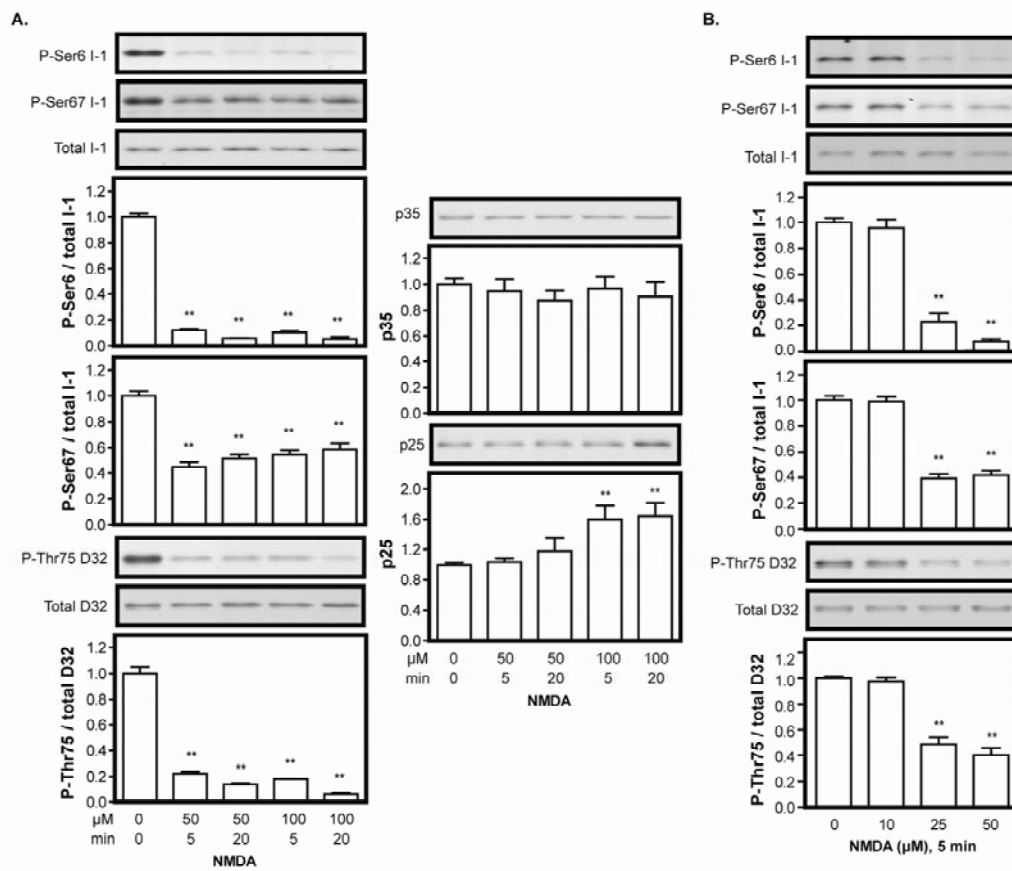 A.
P-Ser6 I-1
P-Ser67 I-1
Total I-1
P-Ser6 / total I-1
1.2
1.0
0.8
0.6
0.4
0.2
0.0
** ** ** **
P-Ser67 / total I-1
1.2
1.0
0.8
0.6
0.4
0.2
0.0
** ** ** **
P-Thr75 D32
Total D32
P-Thr75 / total D32
1.2
1.0
0.8
0.6
0.4
0.2
0.0
** ** ** **
µM 0 50 50 100 100
min 0 5 20 5 20
NMDA
p35
p35
1.2
1.0
0.8
0.6
0.4
0.2
0.0
p25
p25
2.0
1.6
1.2
0.8
0.4
0.0
** **
µM 0 50 50 100 100
min 0 5 20 5 20
NMDA
B.
P-Ser6 I-1
P-Ser67 I-1
Total I-1
P-Ser6 / total I-1
1.2
1.0
0.8
0.6
0.4
0.2
0.0
** **
P-Ser67 / total I-1
1.2
1.0
0.8
0.6
0.4
0.2
0.0
** **
P-Thr75 D32
Total D32
P-Thr75 / total D32
1.2
1.0
0.8
0.6
0.4
0.2
0.0
** **
0 10 25 50
NMDA (µM), 5 min